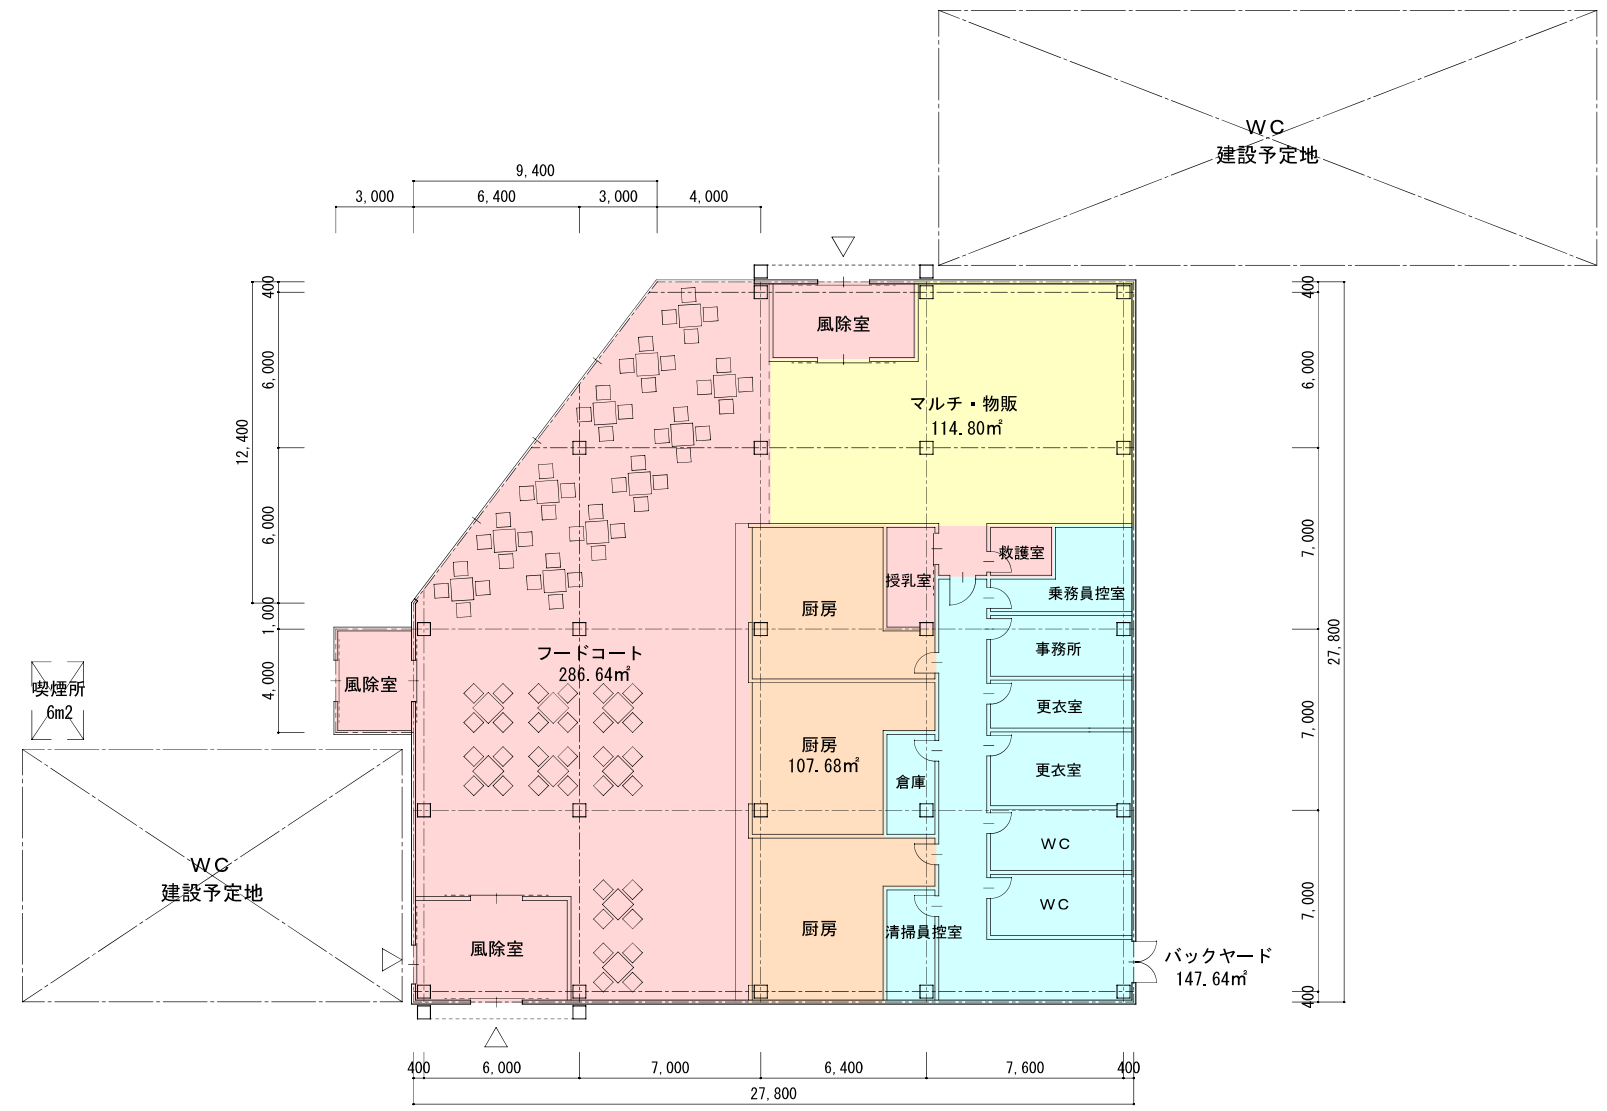 WC
建設予定地
9,400
3,000
6,400
3,000
4,000
400
6,000
12,400
6,000
1,000
4,000
風除室
マルチ・物販
114.80㎡
400
6,000
7,000
27,800
7,000
7,000
400
授乳室
救護室
乗務員控室
厨房
事務所
フードコート
286.64㎡
風除室
喫煙所
6m2
更衣室
厨房
107.68㎡
倉庫
更衣室
WC
WC
建設予定地
WC
厨房
清掃員控室
風除室
バックヤード
147.64㎡
400
6,000
7,000
6,400
7,600
400
27,800